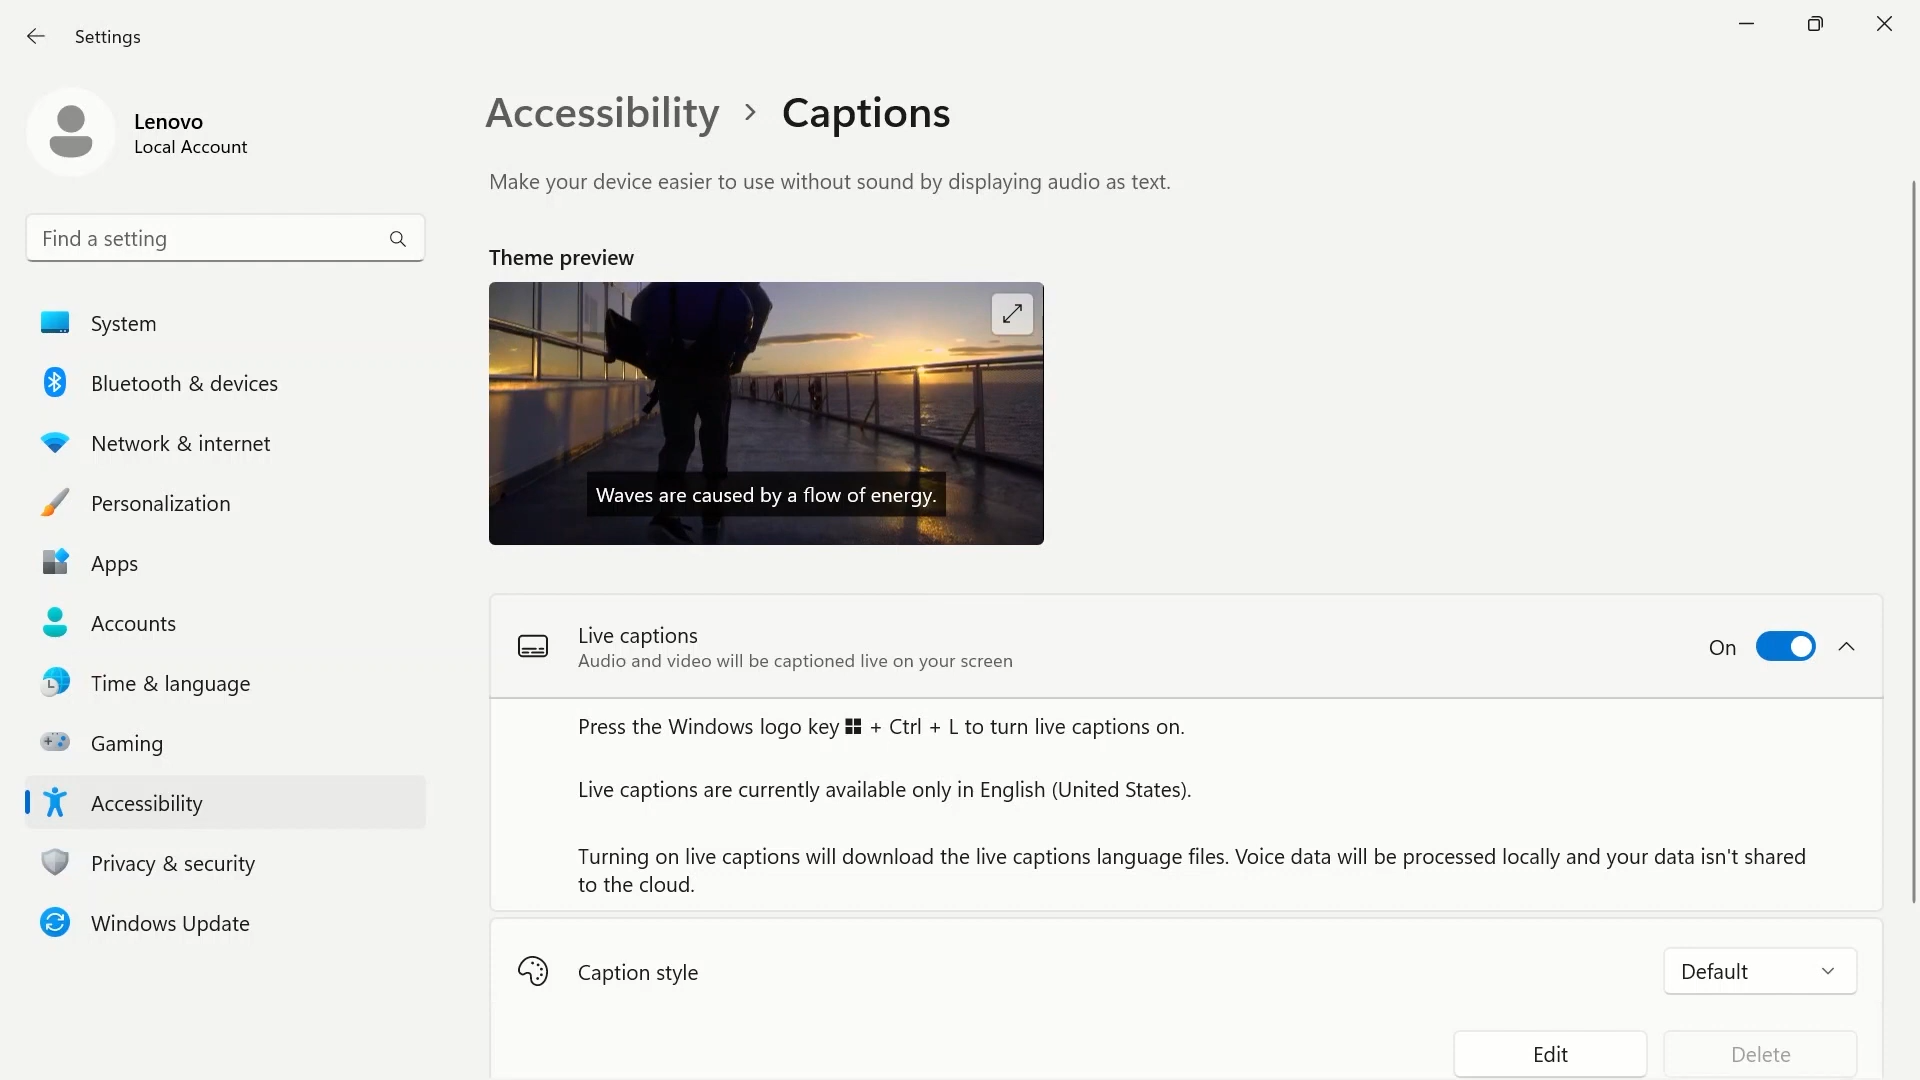 Settings
Lenovo
Local Account
Find a setting
System
Bluetooth & devices
Network & internet
Personalization
Apps
Accounts
Time & language
Gaming
Accessibility
Privacy & security
Windows Update
Accessibility > Captions
Make your device easier to use without sound by displaying audio as text.
Theme preview
Waves are caused by a flow of energy.
Live captions
Audio and video will be captioned live on your screen
On
Press the Windows logo key + Ctrl + L to turn live captions on.
Live captions are currently available only in English (United States).
Turning on live captions will download the live captions language files. Voice data will be processed locally and your data isn't shared
to the cloud.
Caption style
Default
Edit
Delete